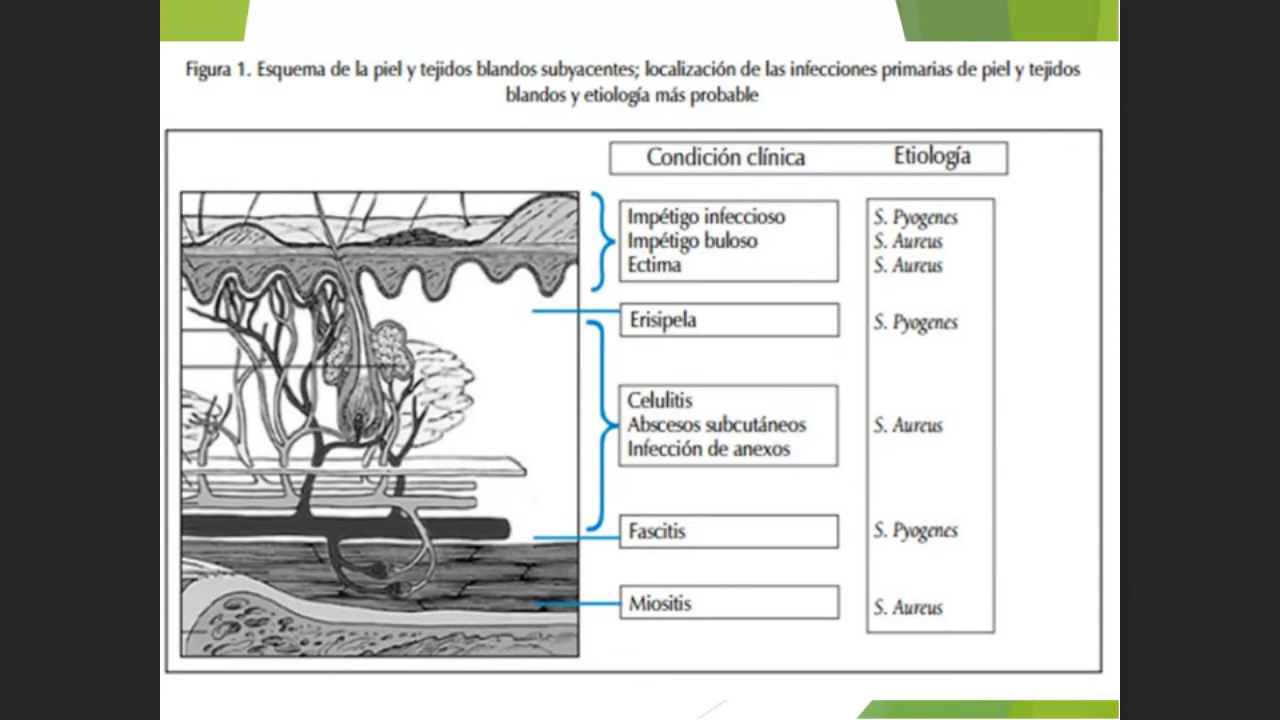 Figura 1. Esquema de la piel y tejidos blandos subyacentes; localización de las infecciones primarias de piel y tejidos
blandos y etiología más probable
Condición clínica Etiología
Impétigo infeccioso S. Pyogenes
Impétigo buloso S. Aureus
Ectima S. Aureus
Erisipela S. Pyogenes
Celulitis
Abscesos subcutáneos S. Aureus
Infección de anexos
Fascitis S. Pyogenes
Miositis S. Aureus